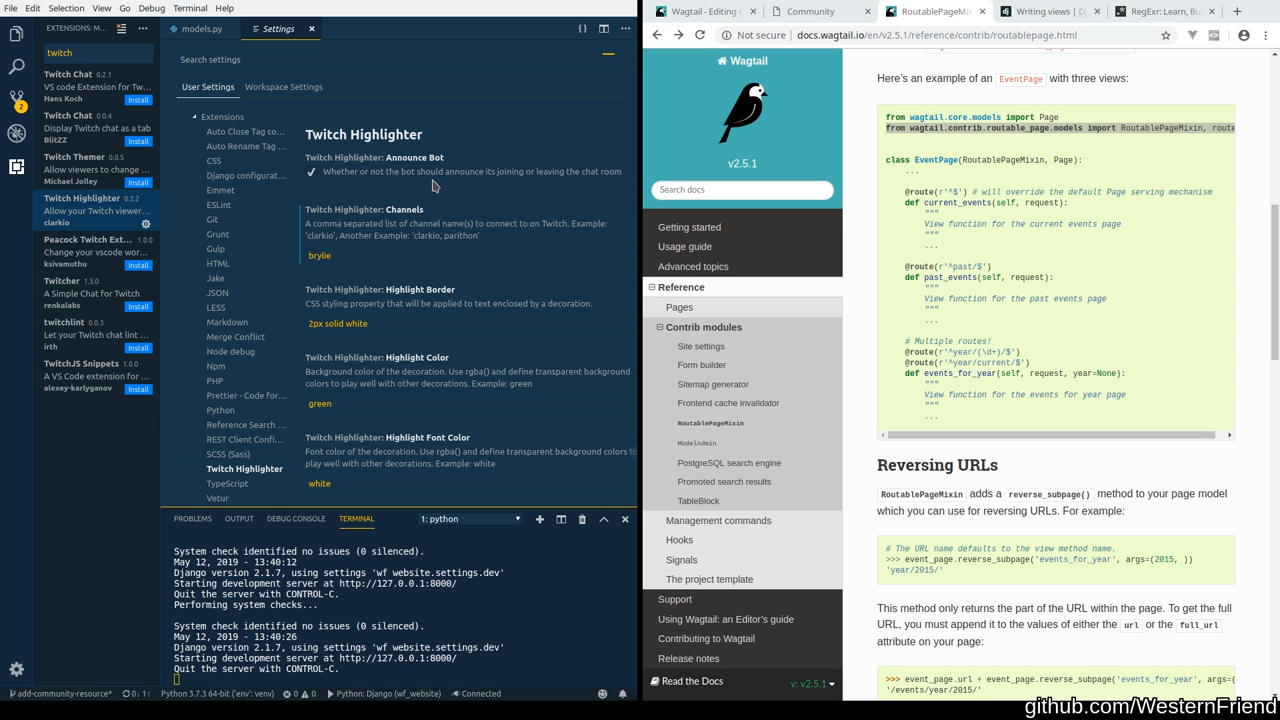 File Edit Selection View Go Debug Terminal Help
EXTENSIONS: M...
twitch
Twitch Chat 0.2.1
VS code Extension for Tw...
Hans Koch Install
Twitch Chat 0.0.4
Display Twitch chat as a tab
BlitZZ Install
Twitch Themer 0.0.5
Allow viewers to change ...
Michael Jolley Install
Twitch Highlighter 0.2.2
Allow your Twitch viewer...
clarkio
Peacock Twitch Ext... 1.0.0
Change your vscode wor...
ksivamuthu Install
Twitcher 1.3.0
A Simple Chat for Twitch
renkalabs Install
twitchlint 0.0.3
Let your Twitch chat lint ...
irth Install
TwitchJS Snippets 1.0.0
A VS Code extension for ...
alexey-karlyganov Install
2
models.py Settings
Search settings
User Settings Workspace Settings
Extensions
Auto Close Tag co...
Auto Rename Tag ...
CSS
Django configurat...
Emmet
ESLint
Git
Grunt
Gulp
HTML
Jake
JSON
LESS
Markdown
Merge Conflict
Node debug
Npm
PHP
Prettier - Code for...
Python
Reference Search ...
REST Client Confi...
SCSS (Sass)
Twitch Highlighter
TypeScript
Vetur
Twitch Highlighter
Twitch Highlighter: Announce Bot
Whether or not the bot should announce its joining or leaving the chat room
Twitch Highlighter: Channels
A comma separated list of channel name(s) to connect to on Twitch. Example:
'clarkio', Another Example: 'clarkio, parithon'
brylie
Twitch Highlighter: Highlight Border
CSS styling property that will be applied to text enclosed by a decoration.
2px solid white
Twitch Highlighter: Highlight Color
Background color of the decoration. Use rgba() and define transparent background
colors to play well with other decorations. Example: green
green
Twitch Highlighter: Highlight Font Color
Font color of the decoration. Use rgba() and define transparent background colors to
play well with other decorations. Example: white
white
PROBLEMS OUTPUT DEBUG CONSOLE TERMINAL 1: python
System check identified no issues (0 silenced).
May 12, 2019 - 13:40:12
Django version 2.1.7, using settings 'wf_website.settings.dev'
Starting development server at http://127.0.0.1:8000/
Quit the server with CONTROL-C.
Performing system checks...
System check identified no issues (0 silenced).
May 12, 2019 - 13:40:26
Django version 2.1.7, using settings 'wf_website.settings.dev'
Starting development server at http://127.0.0.1:8000/
Quit the server with CONTROL-C.
add-community-resource* 0↓ 1↑ Python 3.7.3 64-bit ('env': venv) 0 0 Python: Django (wf_website) Connected
Wagtail - Editing C Community RoutablePageMix Writing views | Dj RegExr: Learn, Bu
Not secure docs.wagtail.io/en/v2.5.1/reference/contrib/routablepage.html
Wagtail
v2.5.1
Search docs
Getting started
Usage guide
Advanced topics
Reference
Pages
Contrib modules
Site settings
Form builder
Sitemap generator
Frontend cache invalidator
RoutablePageMixin
ModelAdmin
PostgreSQL search engine
Promoted search results
TableBlock
Management commands
Hooks
Signals
The project template
Support
Using Wagtail: an Editor's guide
Contributing to Wagtail
Release notes
Read the Docs v: v2.5.1
Here's an example of an EventPage with three views:
from wagtail.core.models import Page
from wagtail.contrib.routable_page.models import RoutablePageMixin, route
class EventPage(RoutablePageMixin, Page):
...
@route(r'^$') # will override the default Page serving mechanism
def current_events(self, request):
"""
View function for the current events page
"""
...
@route(r'^past/$')
def past_events(self, request):
"""
View function for the past events page
"""
...
# Multiple routes!
@route(r'^year/(\d+)/$')
@route(r'^year/current/$')
def events_for_year(self, request, year=None):
"""
View function for the events for year page
"""
...
Reversing URLs
RoutablePageMixin adds a reverse_subpage() method to your page model
which you can use for reversing URLs. For example:
# The URL name defaults to the view method name.
>>> event_page.reverse_subpage('events_for_year', args=(2015, ))
'year/2015/'
This method only returns the part of the URL within the page. To get the full
URL, you must append it to the values of either the url or the full_url
attribute on your page:
>>> event_page.url + event_page.reverse_subpage('events_for_year', args=(
'/events/year/2015/'
github.com/WesternFriend